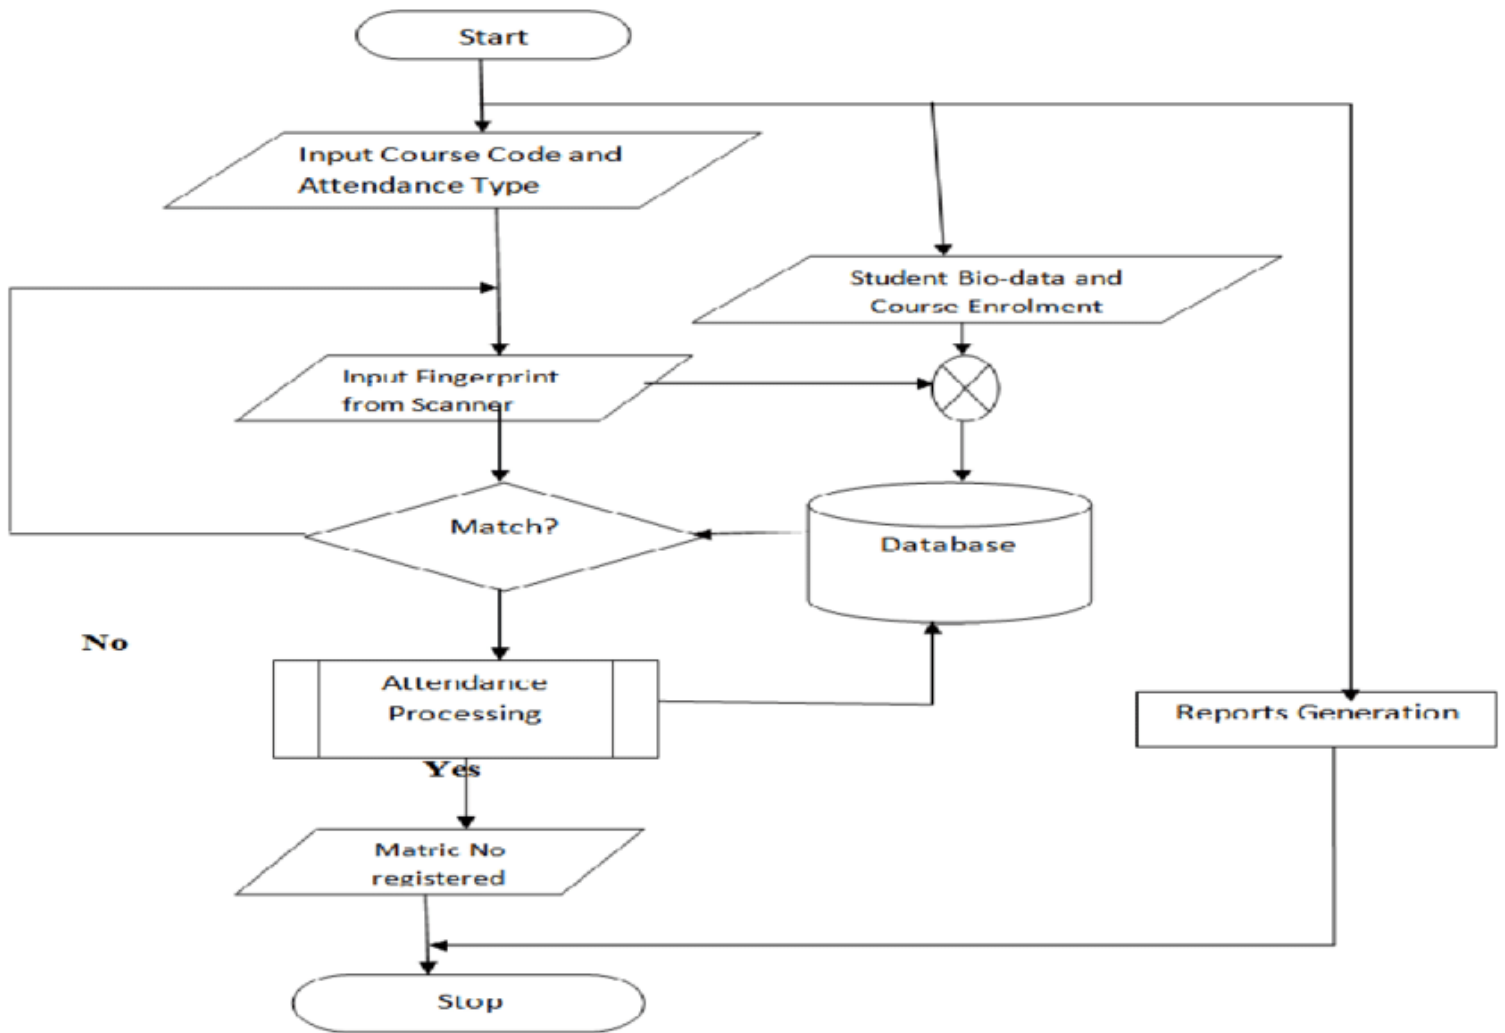 Start
Input Course Code and
Attendance Type
Student Bio-data and
Course Enrolment
Input Fingerprint
from Scanner
Match?
Database
No
Attendance
Processing
Reports Generation
Yes
Matric No
registered
Stop